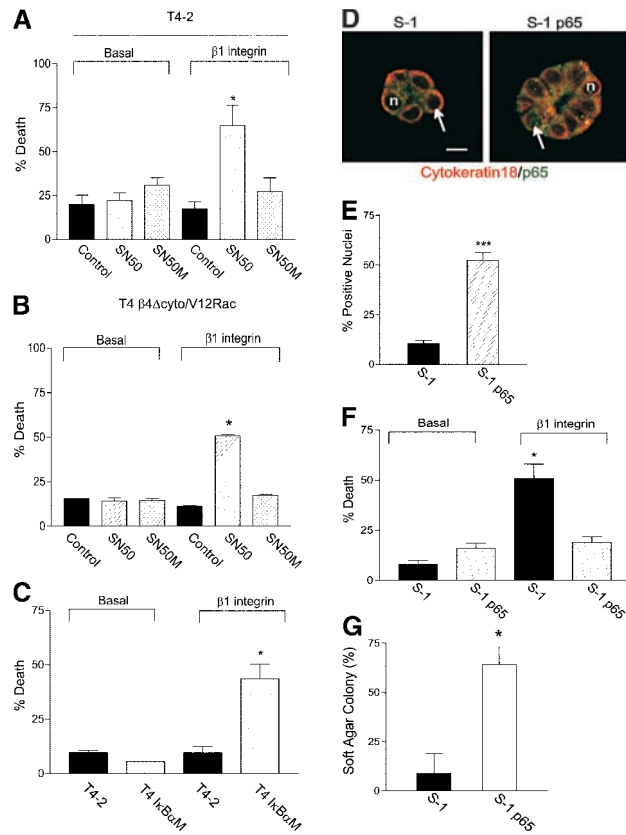 A
T4-2
Basal
β1 integrin
% Death
100
75
50
25
0
*
Control
SN50
SN50M
Control
SN50
SN50M
B
T4 β4Δcyto/V12Rac
Basal
β1 integrin
% Death
100
75
50
25
0
*
Control
SN50
SN50M
Control
SN50
SN50M
C
Basal
β1 integrin
% Death
75
50
25
0
*
T4-2
T4 IκBαM
T4-2
T4 IκBαM
D
S-1
S-1 p65
n
n
Cytokeratin18/p65
E
% Positive Nuclei
75
50
25
0
***
S-1
S-1 p65
F
Basal
β1 integrin
% Death
75
50
25
0
*
S-1
S-1 p65
S-1
S-1 p65
G
Soft Agar Colony (%)
75
50
25
0
*
S-1
S-1 p65